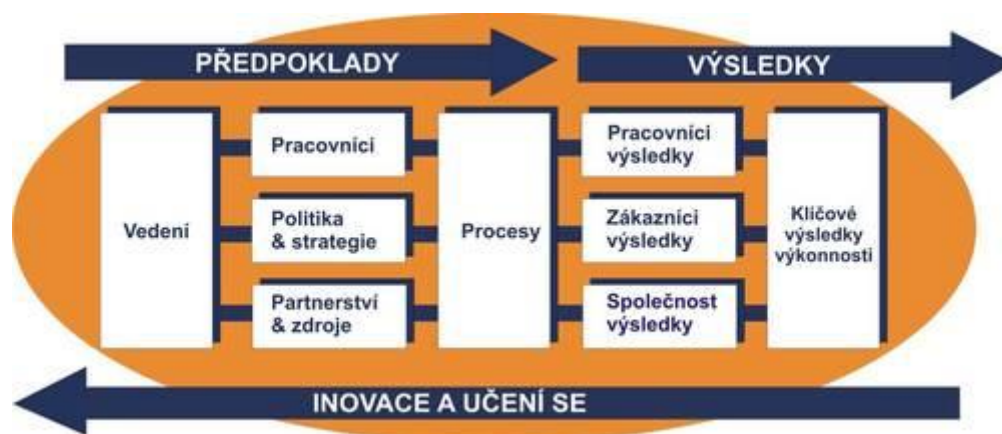 PŘEDPOKLADY
VÝSLEDKY
Vedení
Pracovníci
Politika
& strategie
Partnerství
& zdroje
Procesy
Pracovníci
výsledky
Zákazníci
výsledky
Společnost
výsledky
Klíčové
výsledky
výkonnosti
INOVACE A UČENÍ SE